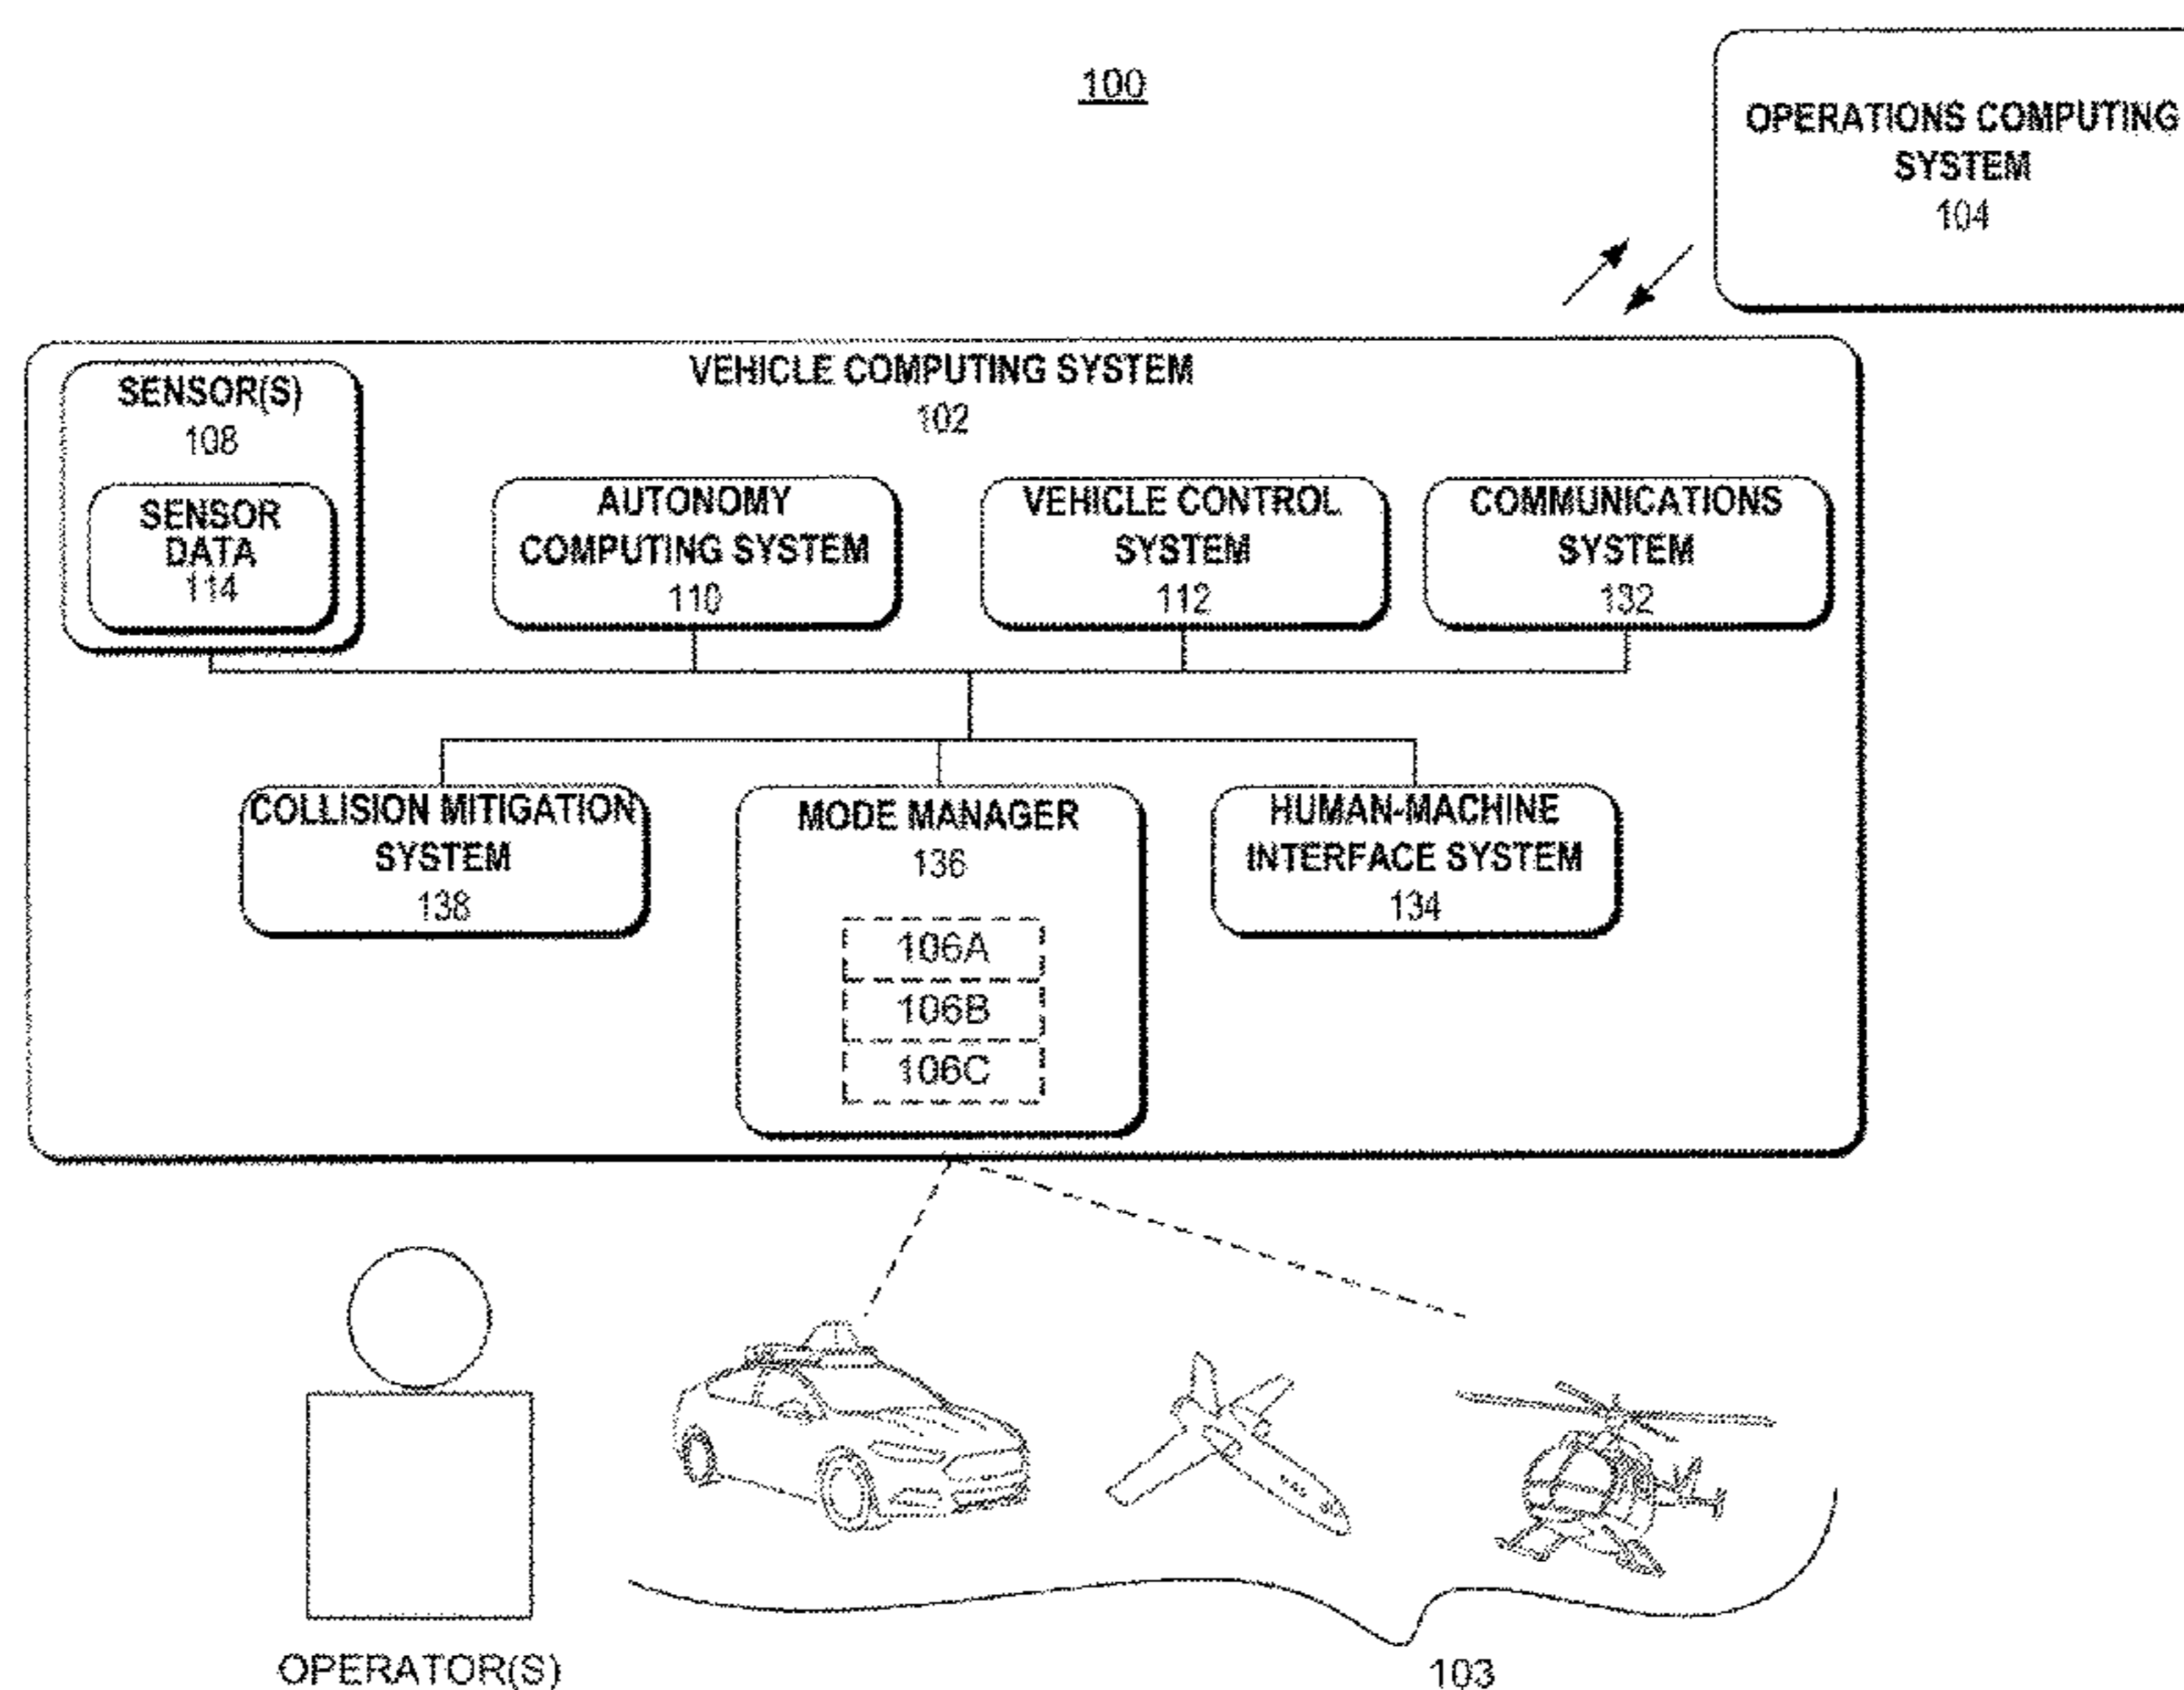 100
OPERATIONS COMPUTING
SYSTEM
104
VEHICLE COMPUTING SYSTEM
102
SENSOR(S)
108
SENSOR
DATA
114
AUTONOMY
COMPUTING SYSTEM
110
VEHICLE CONTROL
SYSTEM
112
COMMUNICATIONS
SYSTEM
132
COLLISION MITIGATION
SYSTEM
138
MODE MANAGER
136
106A
106B
106C
HUMAN-MACHINE
INTERFACE SYSTEM
134
OPERATOR(S)
103